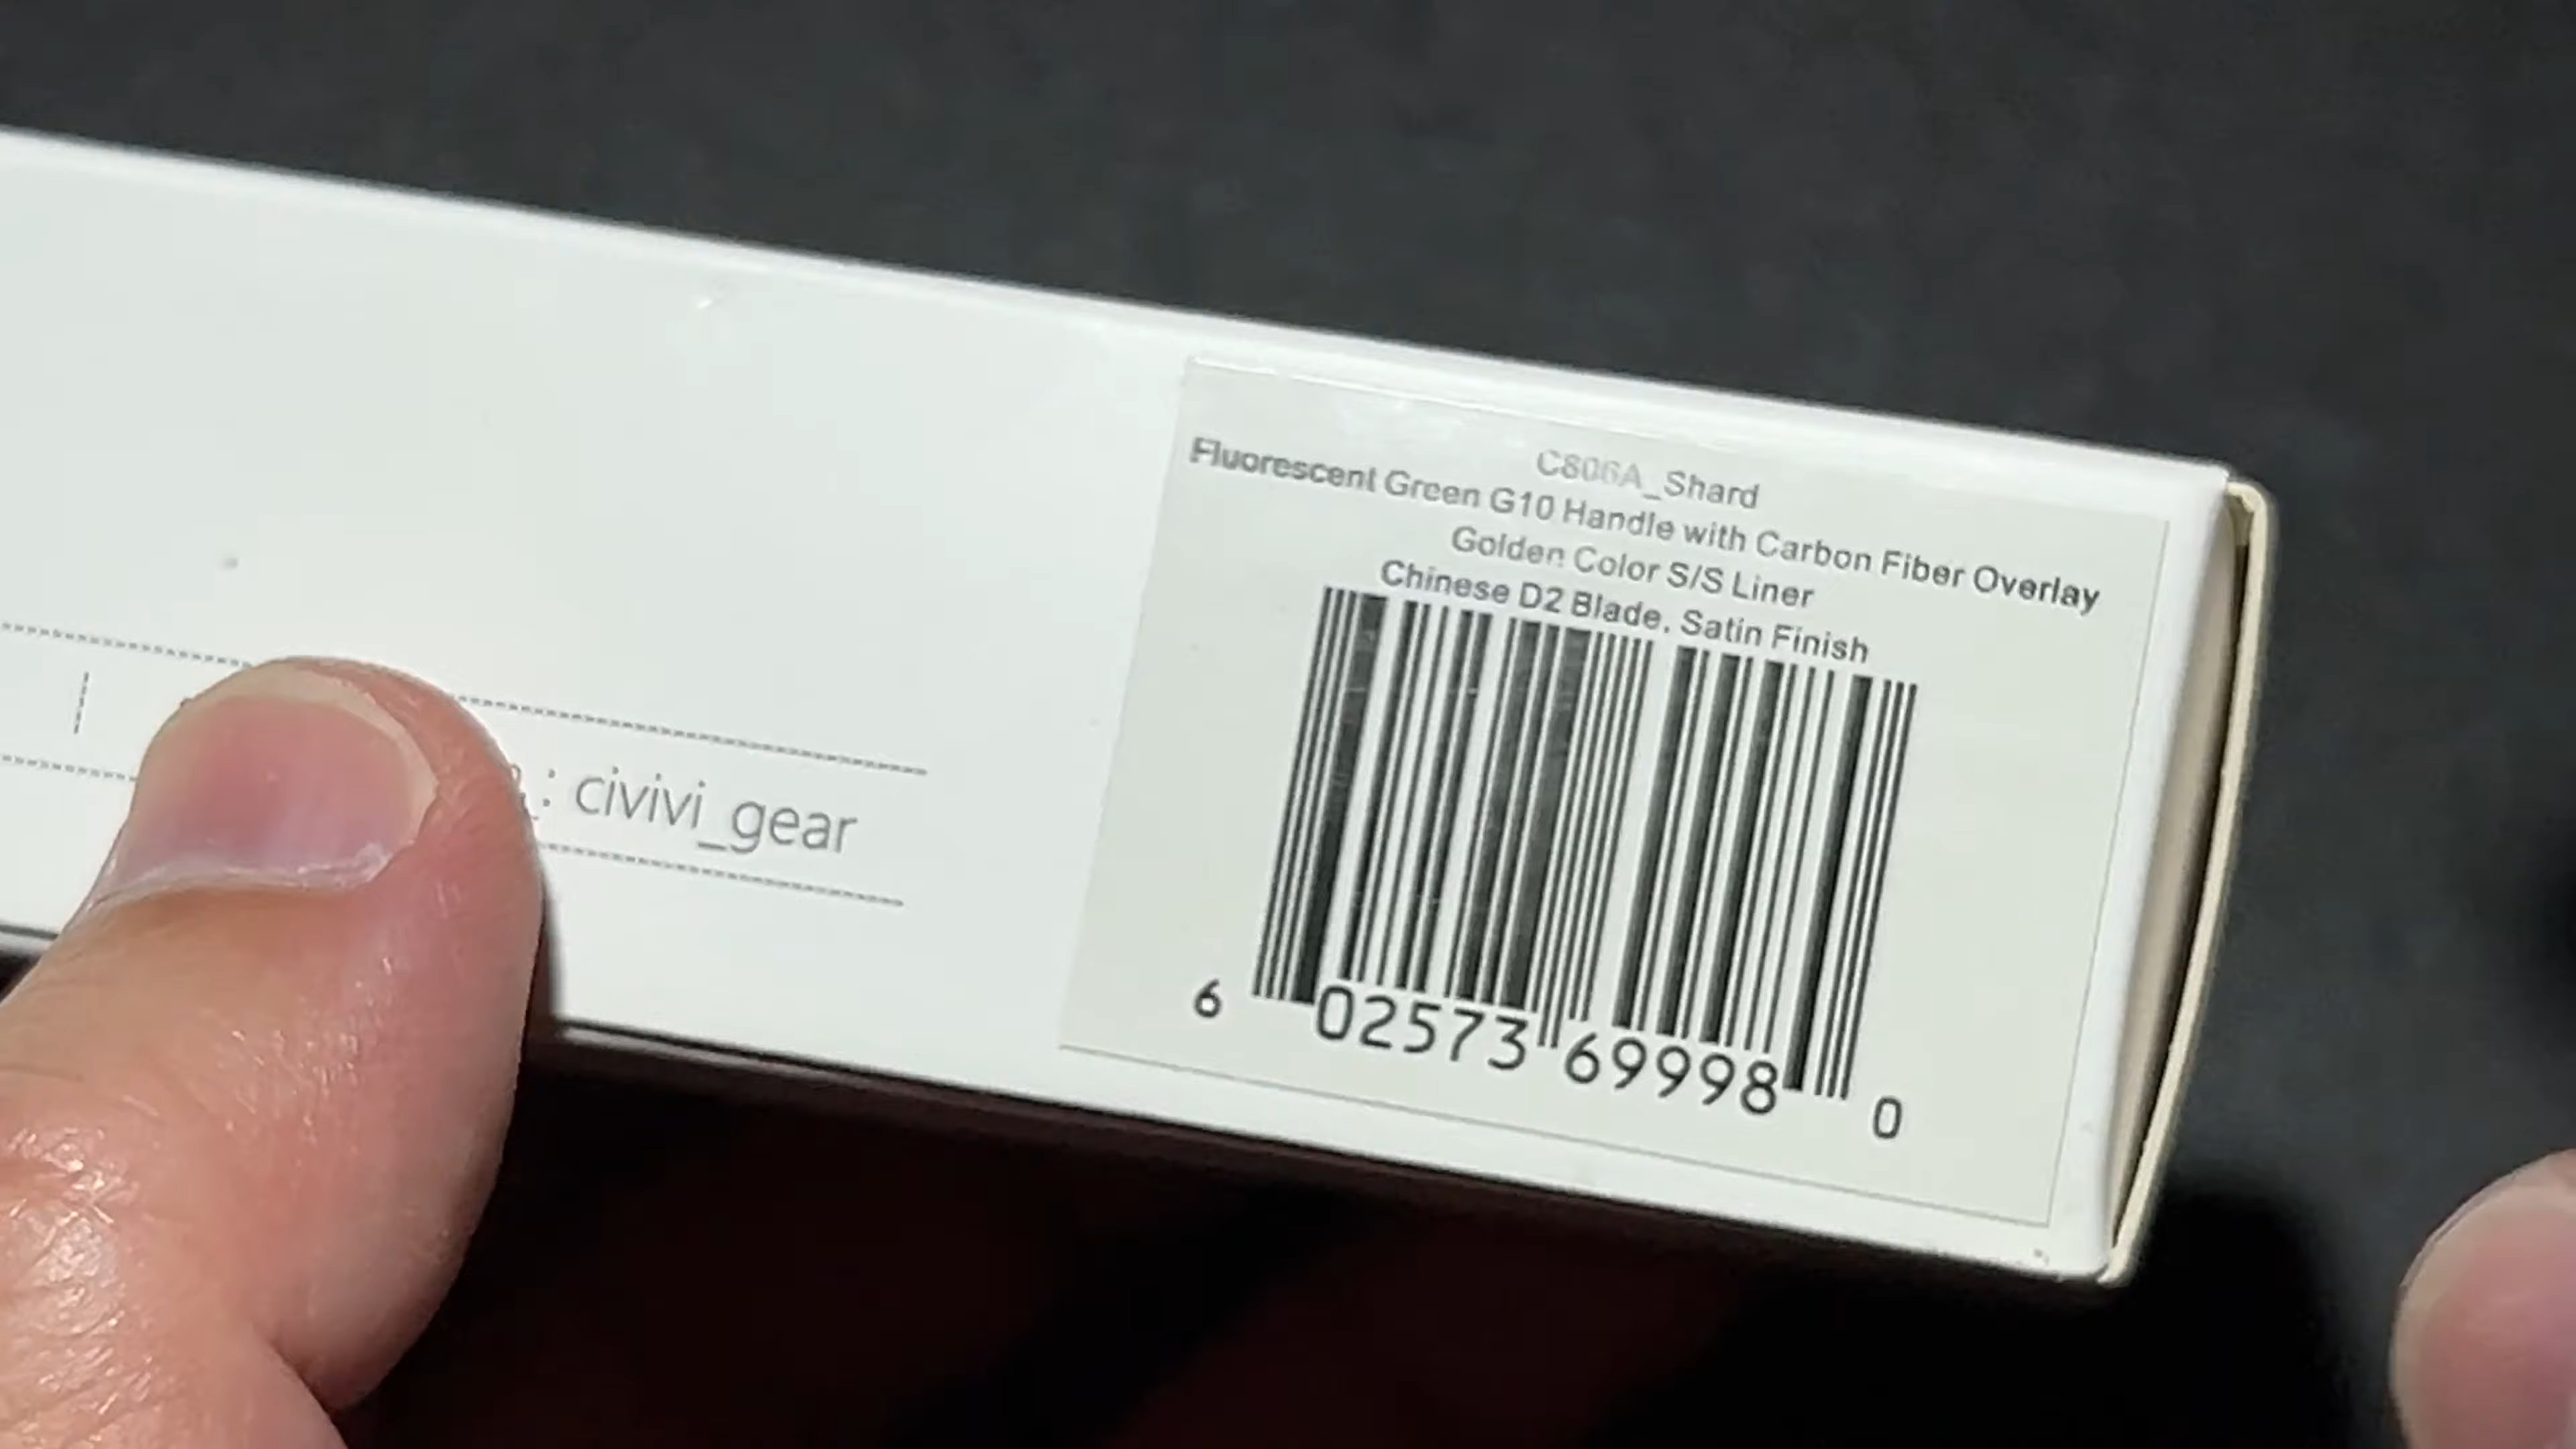 C806A_Shard
Fluorescent Green G10 Handle with Carbon Fiber Overlay
Golden Color S/S Liner
Chinese D2 Blade, Satin Finish
: civivi_gear
6 02573 69998 0